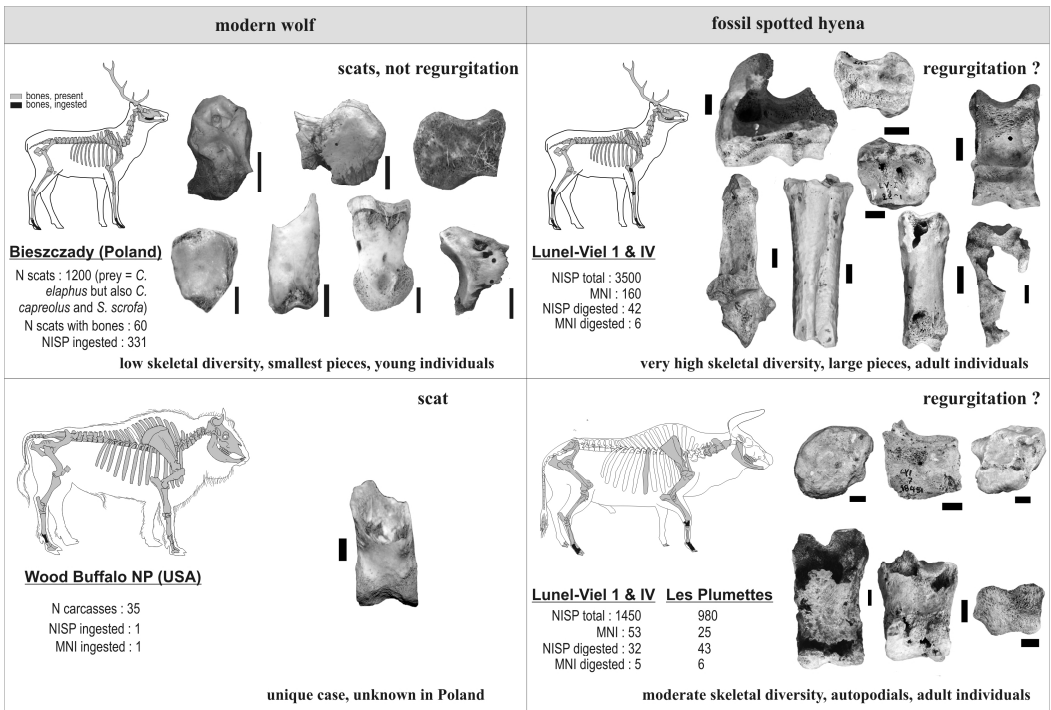 modern wolf
fossil spotted hyena
scats, not regurgitation
bones, present
bones, ingested
Bieszczady (Poland)
N scats : 1200 (prey = C.
elaphus but also C.
capreolus and S. scrofa)
N scats with bones : 60
NISP ingested : 331
low skeletal diversity, smallest pieces, young individuals
regurgitation ?
Lunel-Viel 1 & IV
NISP total : 3500
MNI : 160
NISP digested : 42
MNI digested : 6
very high skeletal diversity, large pieces, adult individuals
scat
Wood Buffalo NP (USA)
N carcasses : 35
NISP ingested : 1
MNI ingested : 1
unique case, unknown in Poland
regurgitation ?
Lunel-Viel 1 & IV Les Plumettes
NISP total : 1450 980
MNI : 53 25
NISP digested : 32 43
MNI digested : 5 6
moderate skeletal diversity, autopodials, adult individuals